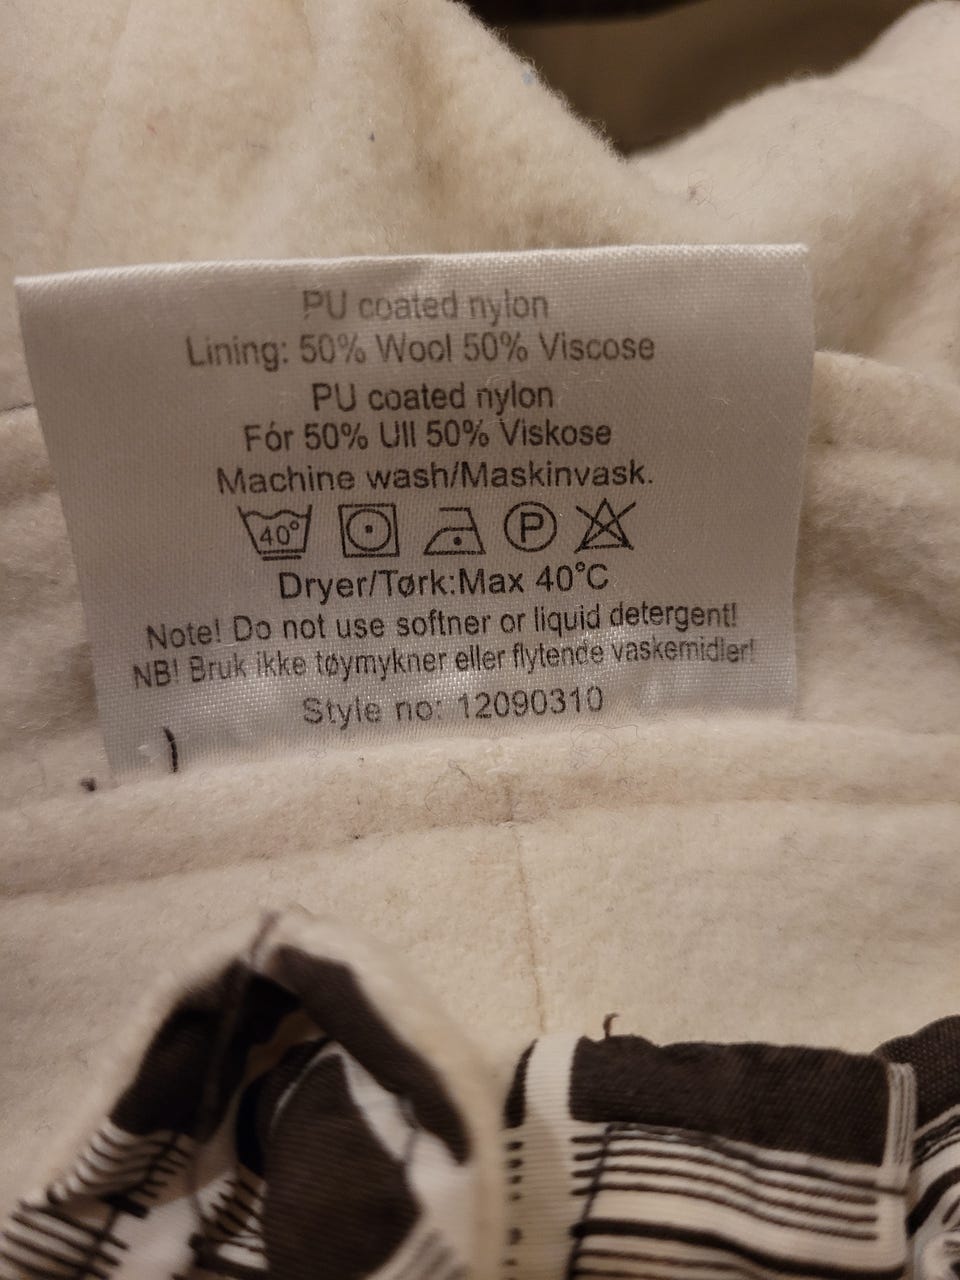 PU coated nylon
Lining: 50% Wool 50% Viscose
PU coated nylon
Fór 50% Ull 50% Viskose
Machine wash/Maskinvask.
40° P
Dryer/Tørk:Max 40°C
Note! Do not use softner or liquid detergent!
NB! Bruk ikke tøymykner eller flytende vaskemidler!
Style no: 12090310